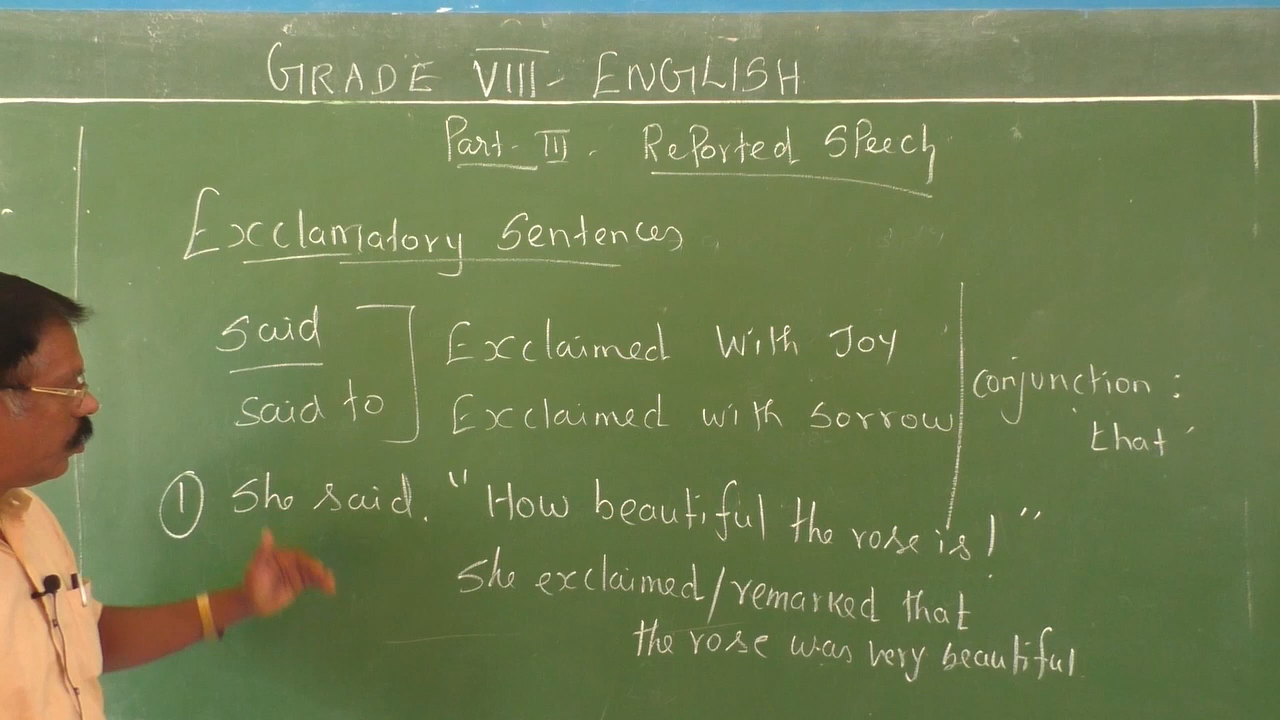 GRADE VIII - ENGLISH
Part - III - Reported Speech
Exclamatory Sentences
said
said to
Exclaimed With Joy
Exclaimed with sorrow
conjunction :
that
① She said. "How beautiful the rose is!"
She exclaimed/remarked that
the rose was very beautiful